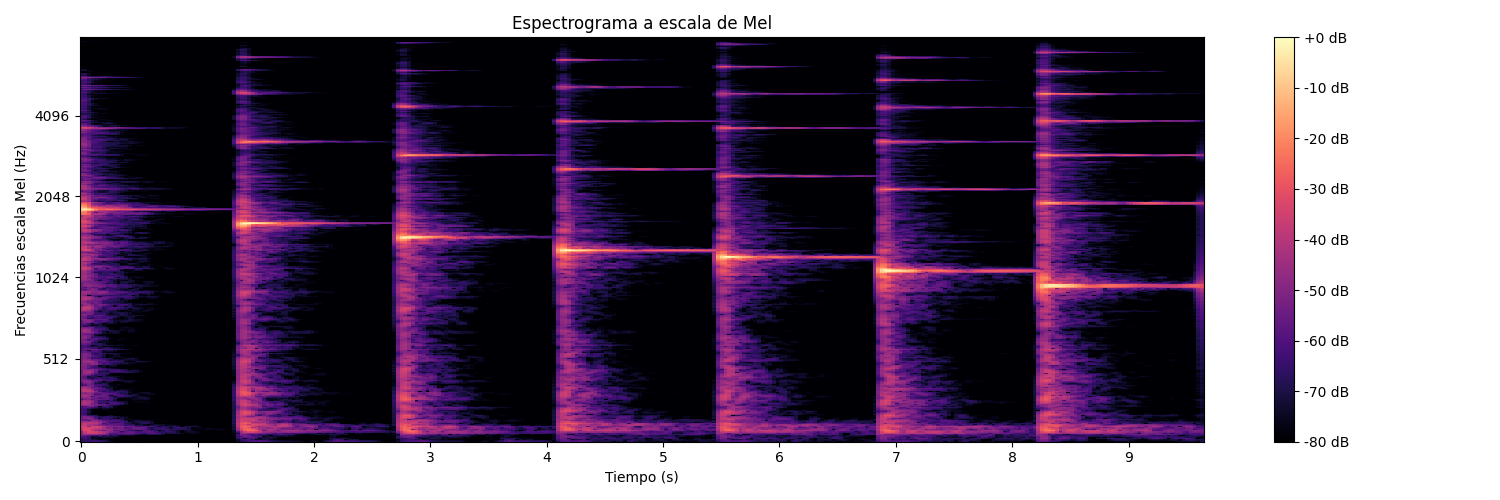 Espectrograma a escala de Mel
Frecuencias escala Mel (Hz)
4096
2048
1024
512
0
0 1 2 3 4 5 6 7 8 9
Tiempo (s)
+0 dB
-10 dB
-20 dB
-30 dB
-40 dB
-50 dB
-60 dB
-70 dB
-80 dB